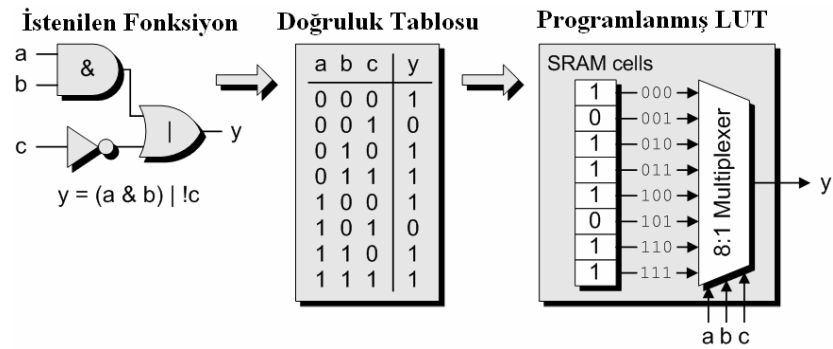 İstenilen Fonksiyon
a
&
b
|
y
c
y = (a & b) | !c
Doğruluk Tablosu
a b c y
0 0 0 1
0 0 1 0
0 1 0 1
0 1 1 1
1 0 0 1
1 0 1 0
1 1 0 1
1 1 1 1
Programlanmış LUT
SRAM cells
1 000
0 001
1 010
1 011
1 100
0 101
1 110
1 111
8:1 Multiplexer
y
a b c